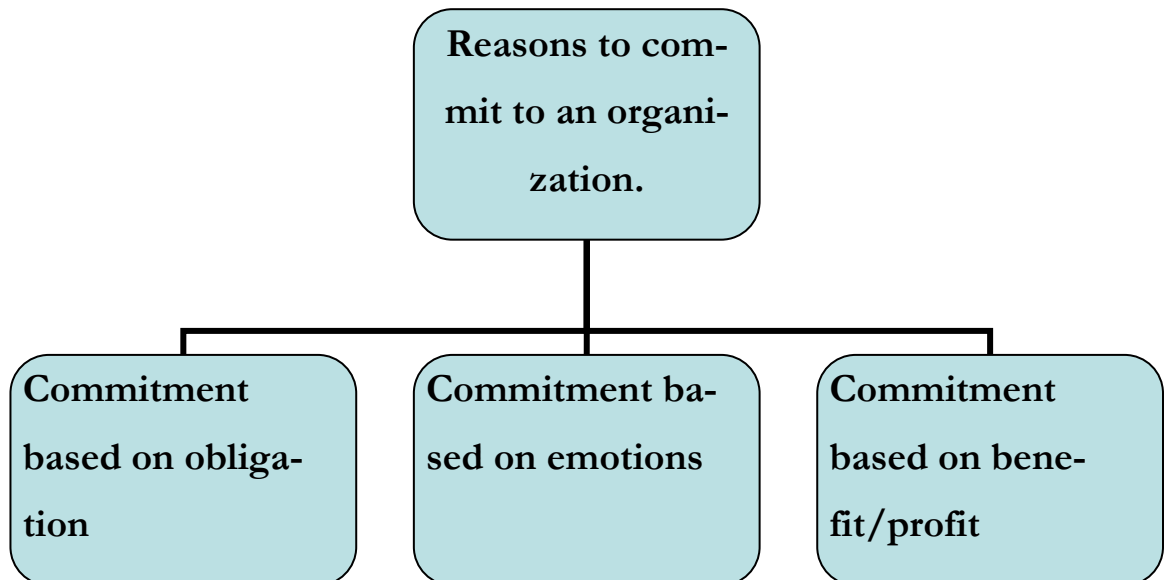 Reasons to com-
mit to an organi-
zation.
Commitment
based on obliga-
tion
Commitment ba-
sed on emotions
Commitment
based on bene-
fit/profit